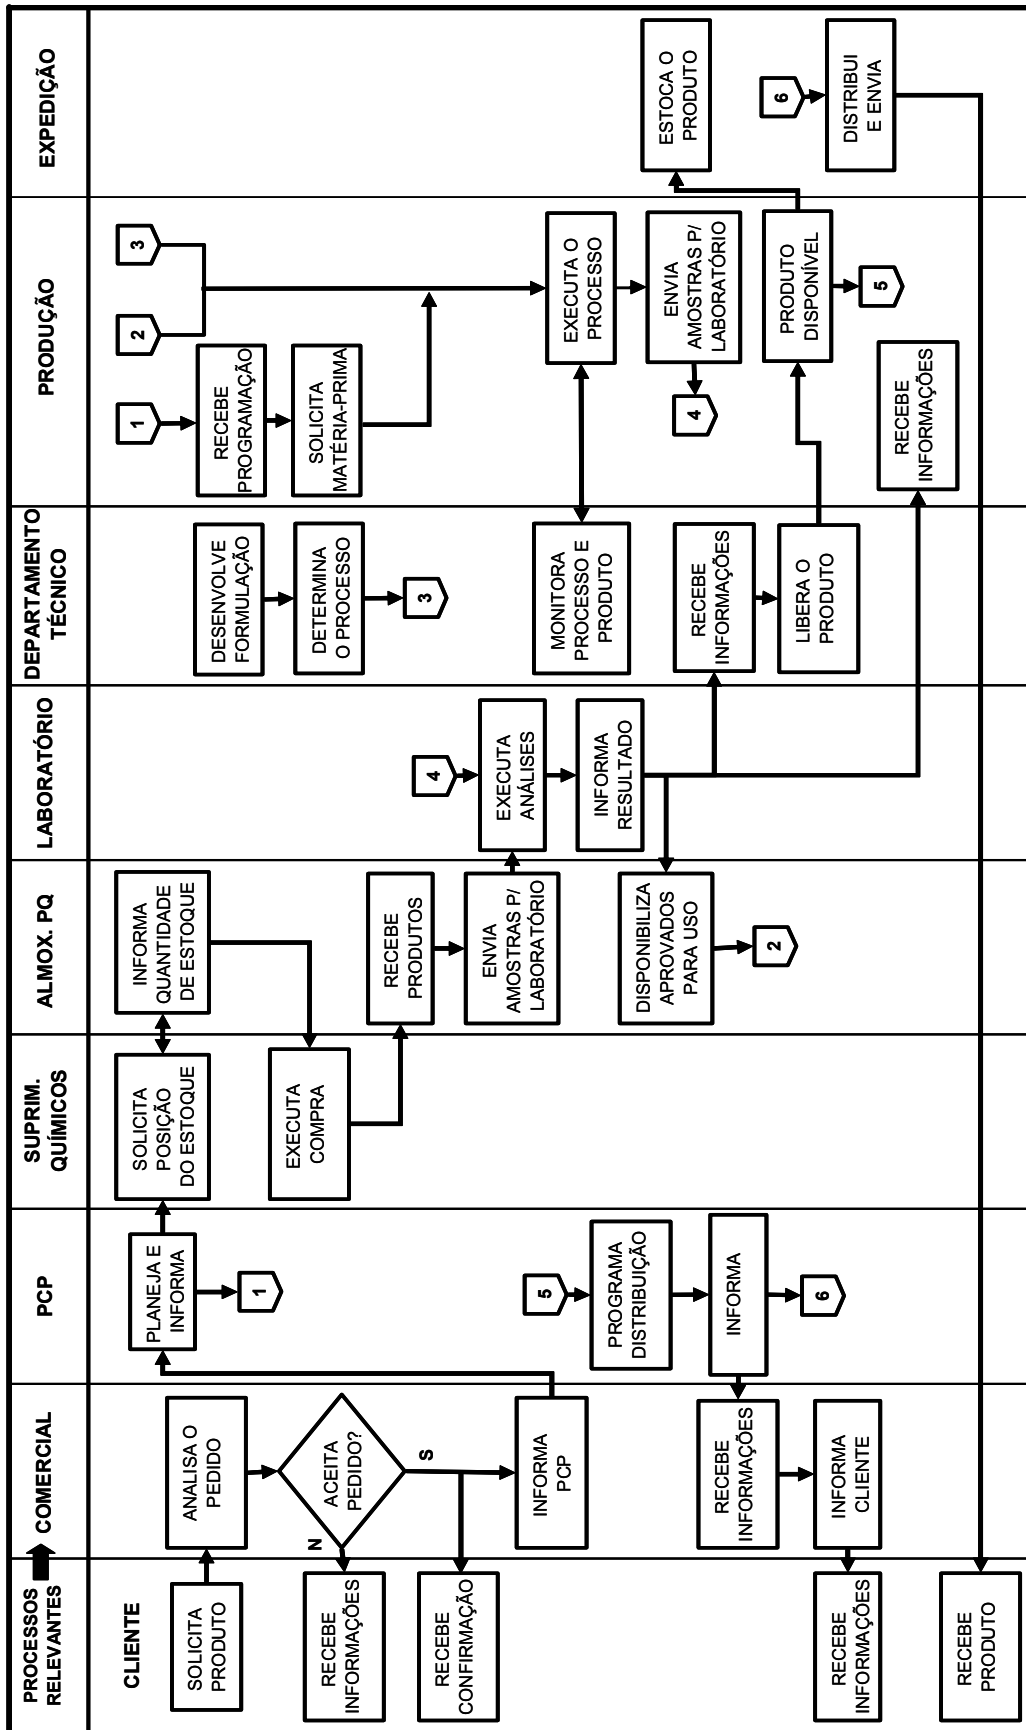 PROCESSOS
RELEVANTES
COMERCIAL
PCP
SUPRIM.
QUÍMICOS
ALMOX. PQ
LABORATÓRIO
DEPARTAMENTO
TÉCNICO
PRODUÇÃO
EXPEDIÇÃO
CLIENTE
SOLICITA
PRODUTO
RECEBE
INFORMAÇÕES
RECEBE
CONFIRMAÇÃO
RECEBE
INFORMAÇÕES
RECEBE
PRODUTO
ANALISA O
PEDIDO
ACEITA
PEDIDO?
N
S
INFORMA
PCP
RECEBE
INFORMAÇÕES
INFORMA
CLIENTE
PLANEJA E
INFORMA
1
5
PROGRAMA
DISTRIBUIÇÃO
INFORMA
6
SOLICITA
POSIÇÃO
DO ESTOQUE
EXECUTA
COMPRA
INFORMA
QUANTIDADE
DE ESTOQUE
RECEBE
PRODUTOS
ENVIA
AMOSTRAS P/
LABORATÓRIO
DISPONIBILIZA
APROVADOS
PARA USO
2
4
EXECUTA
ANÁLISES
INFORMA
RESULTADO
DESENVOLVE
FORMULAÇÃO
DETERMINA
O PROCESSO
3
MONITORA
PROCESSO E
PRODUTO
RECEBE
INFORMAÇÕES
LIBERA O
PRODUTO
1
2
3
RECEBE
PROGRAMAÇÃO
SOLICITA
MATÉRIA-PRIMA
EXECUTA O
PROCESSO
ENVIA
AMOSTRAS P/
LABORATÓRIO
4
PRODUTO
DISPONÍVEL
5
RECEBE
INFORMAÇÕES
ESTOCA O
PRODUTO
6
DISTRIBUI
E ENVIA